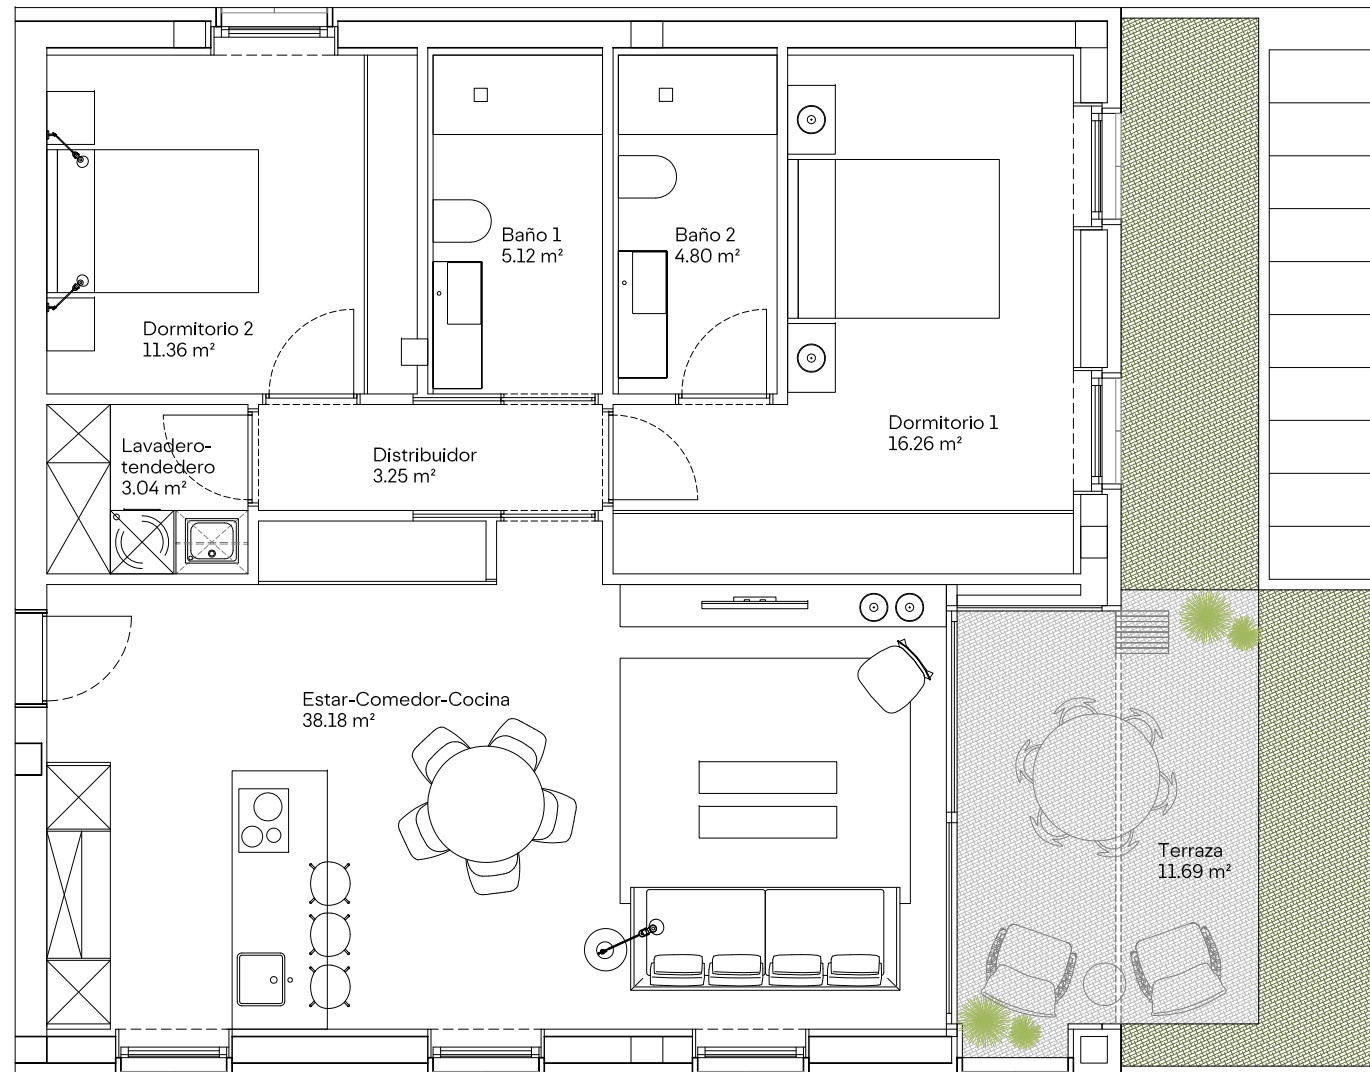 Baño 1
5.12 m²
Baño 2
4.80 m²
Dormitorio 2
11.36 m²
Dormitorio 1
16.26 m²
Lavadero-
tendedero
3.04 m²
Distribuidor
3.25 m²
Estar-Comedor-Cocina
38.18 m²
Terraza
11.69 m²